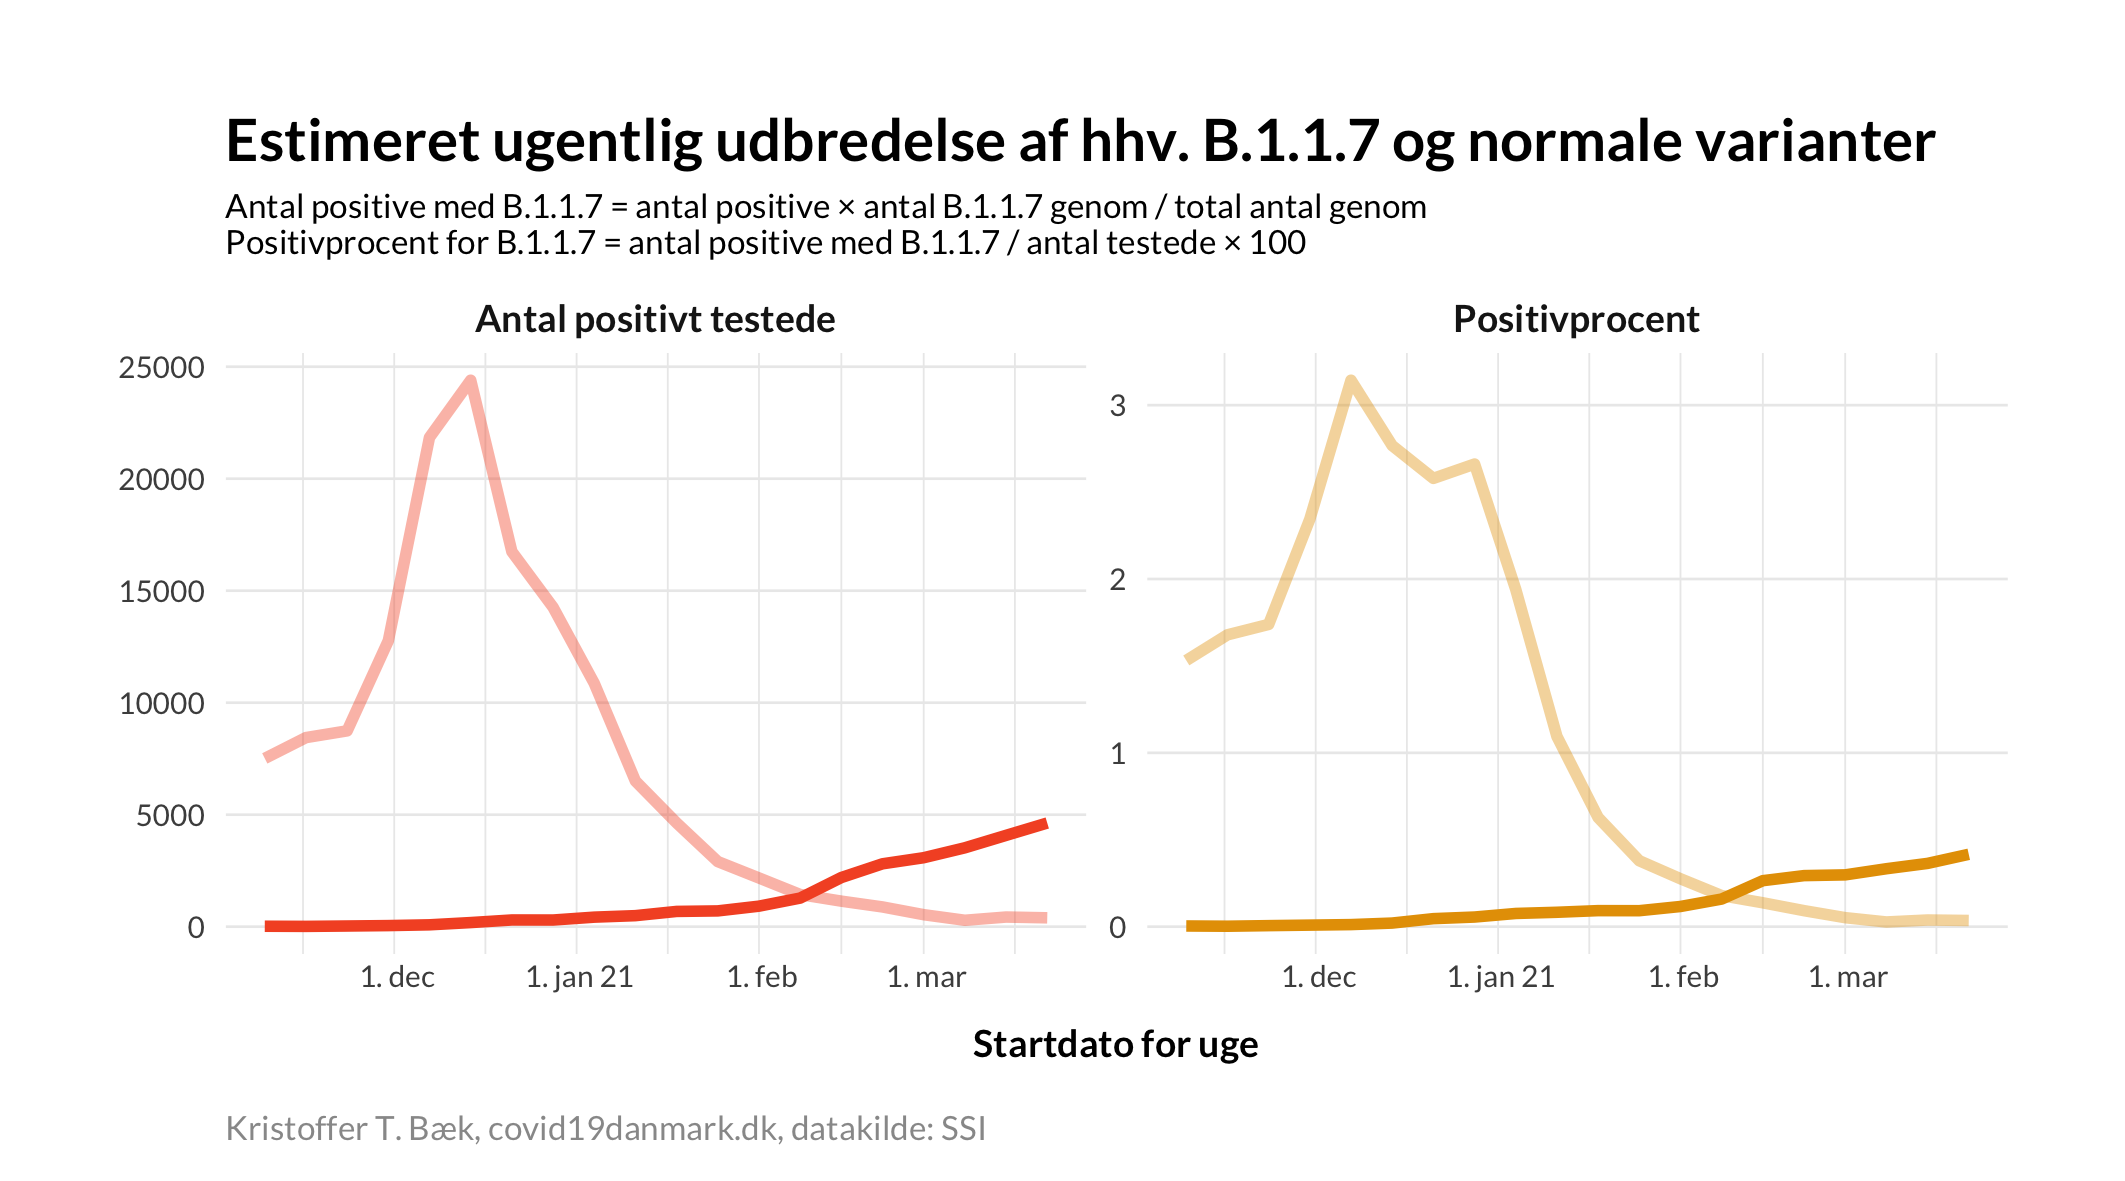 Estimeret ugentlig udbredelse af hhv. B.1.1.7 og normale varianter
Antal positive med B.1.1.7 = antal positive × antal B.1.1.7 genom / total antal genom
Positivprocent for B.1.1.7 = antal positive med B.1.1.7 / antal testede × 100
Antal positivt testede
25000
20000
15000
10000
5000
0
1. dec
1. jan 21
1. feb
1. mar
Positivprocent
3
2
1
0
1. dec
1. jan 21
1. feb
1. mar
Startdato for uge
Kristoffer T. Bæk, covid19danmark.dk, datakilde: SSI